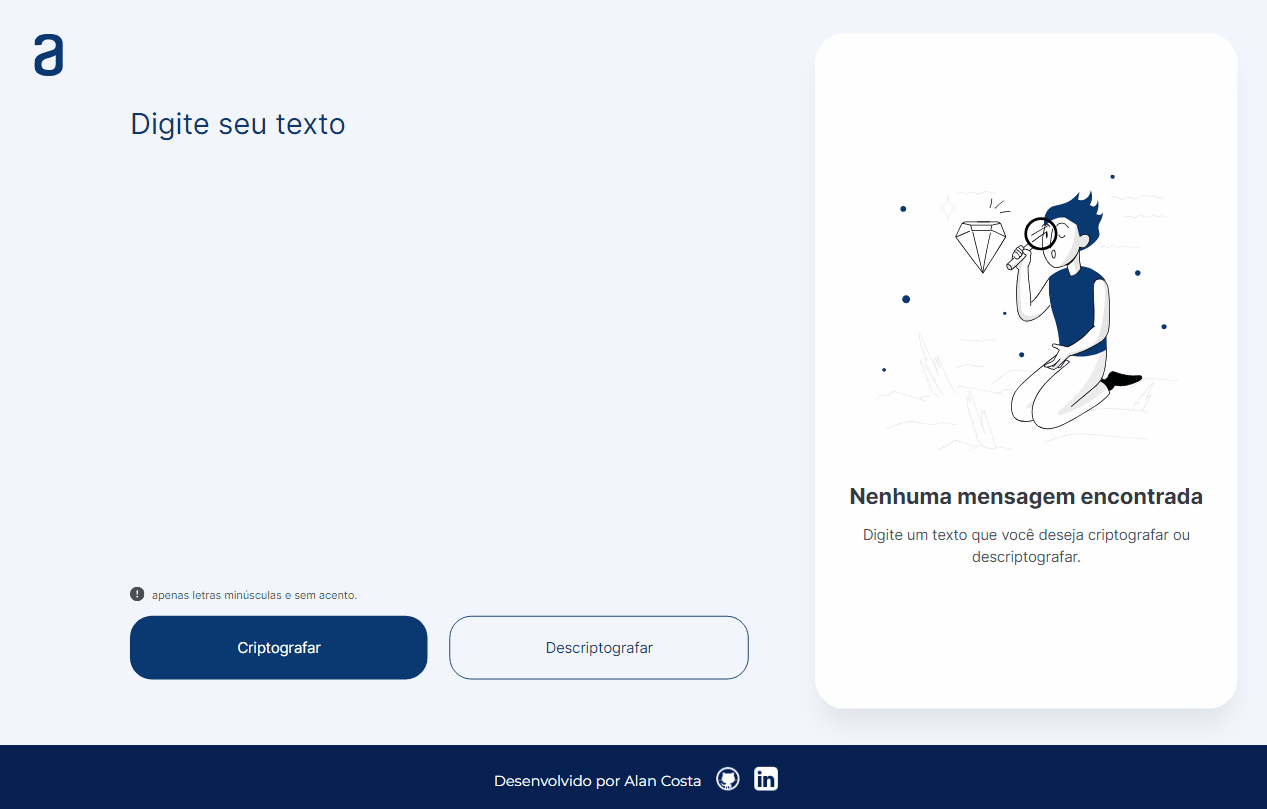 a
Digite seu texto
Nenhuma mensagem encontrada
Digite um texto que você deseja criptografar ou
descriptografar.
! apenas letras minúsculas e sem acento.
Criptografar
Descriptografar
Desenvolvido por Alan Costa
in